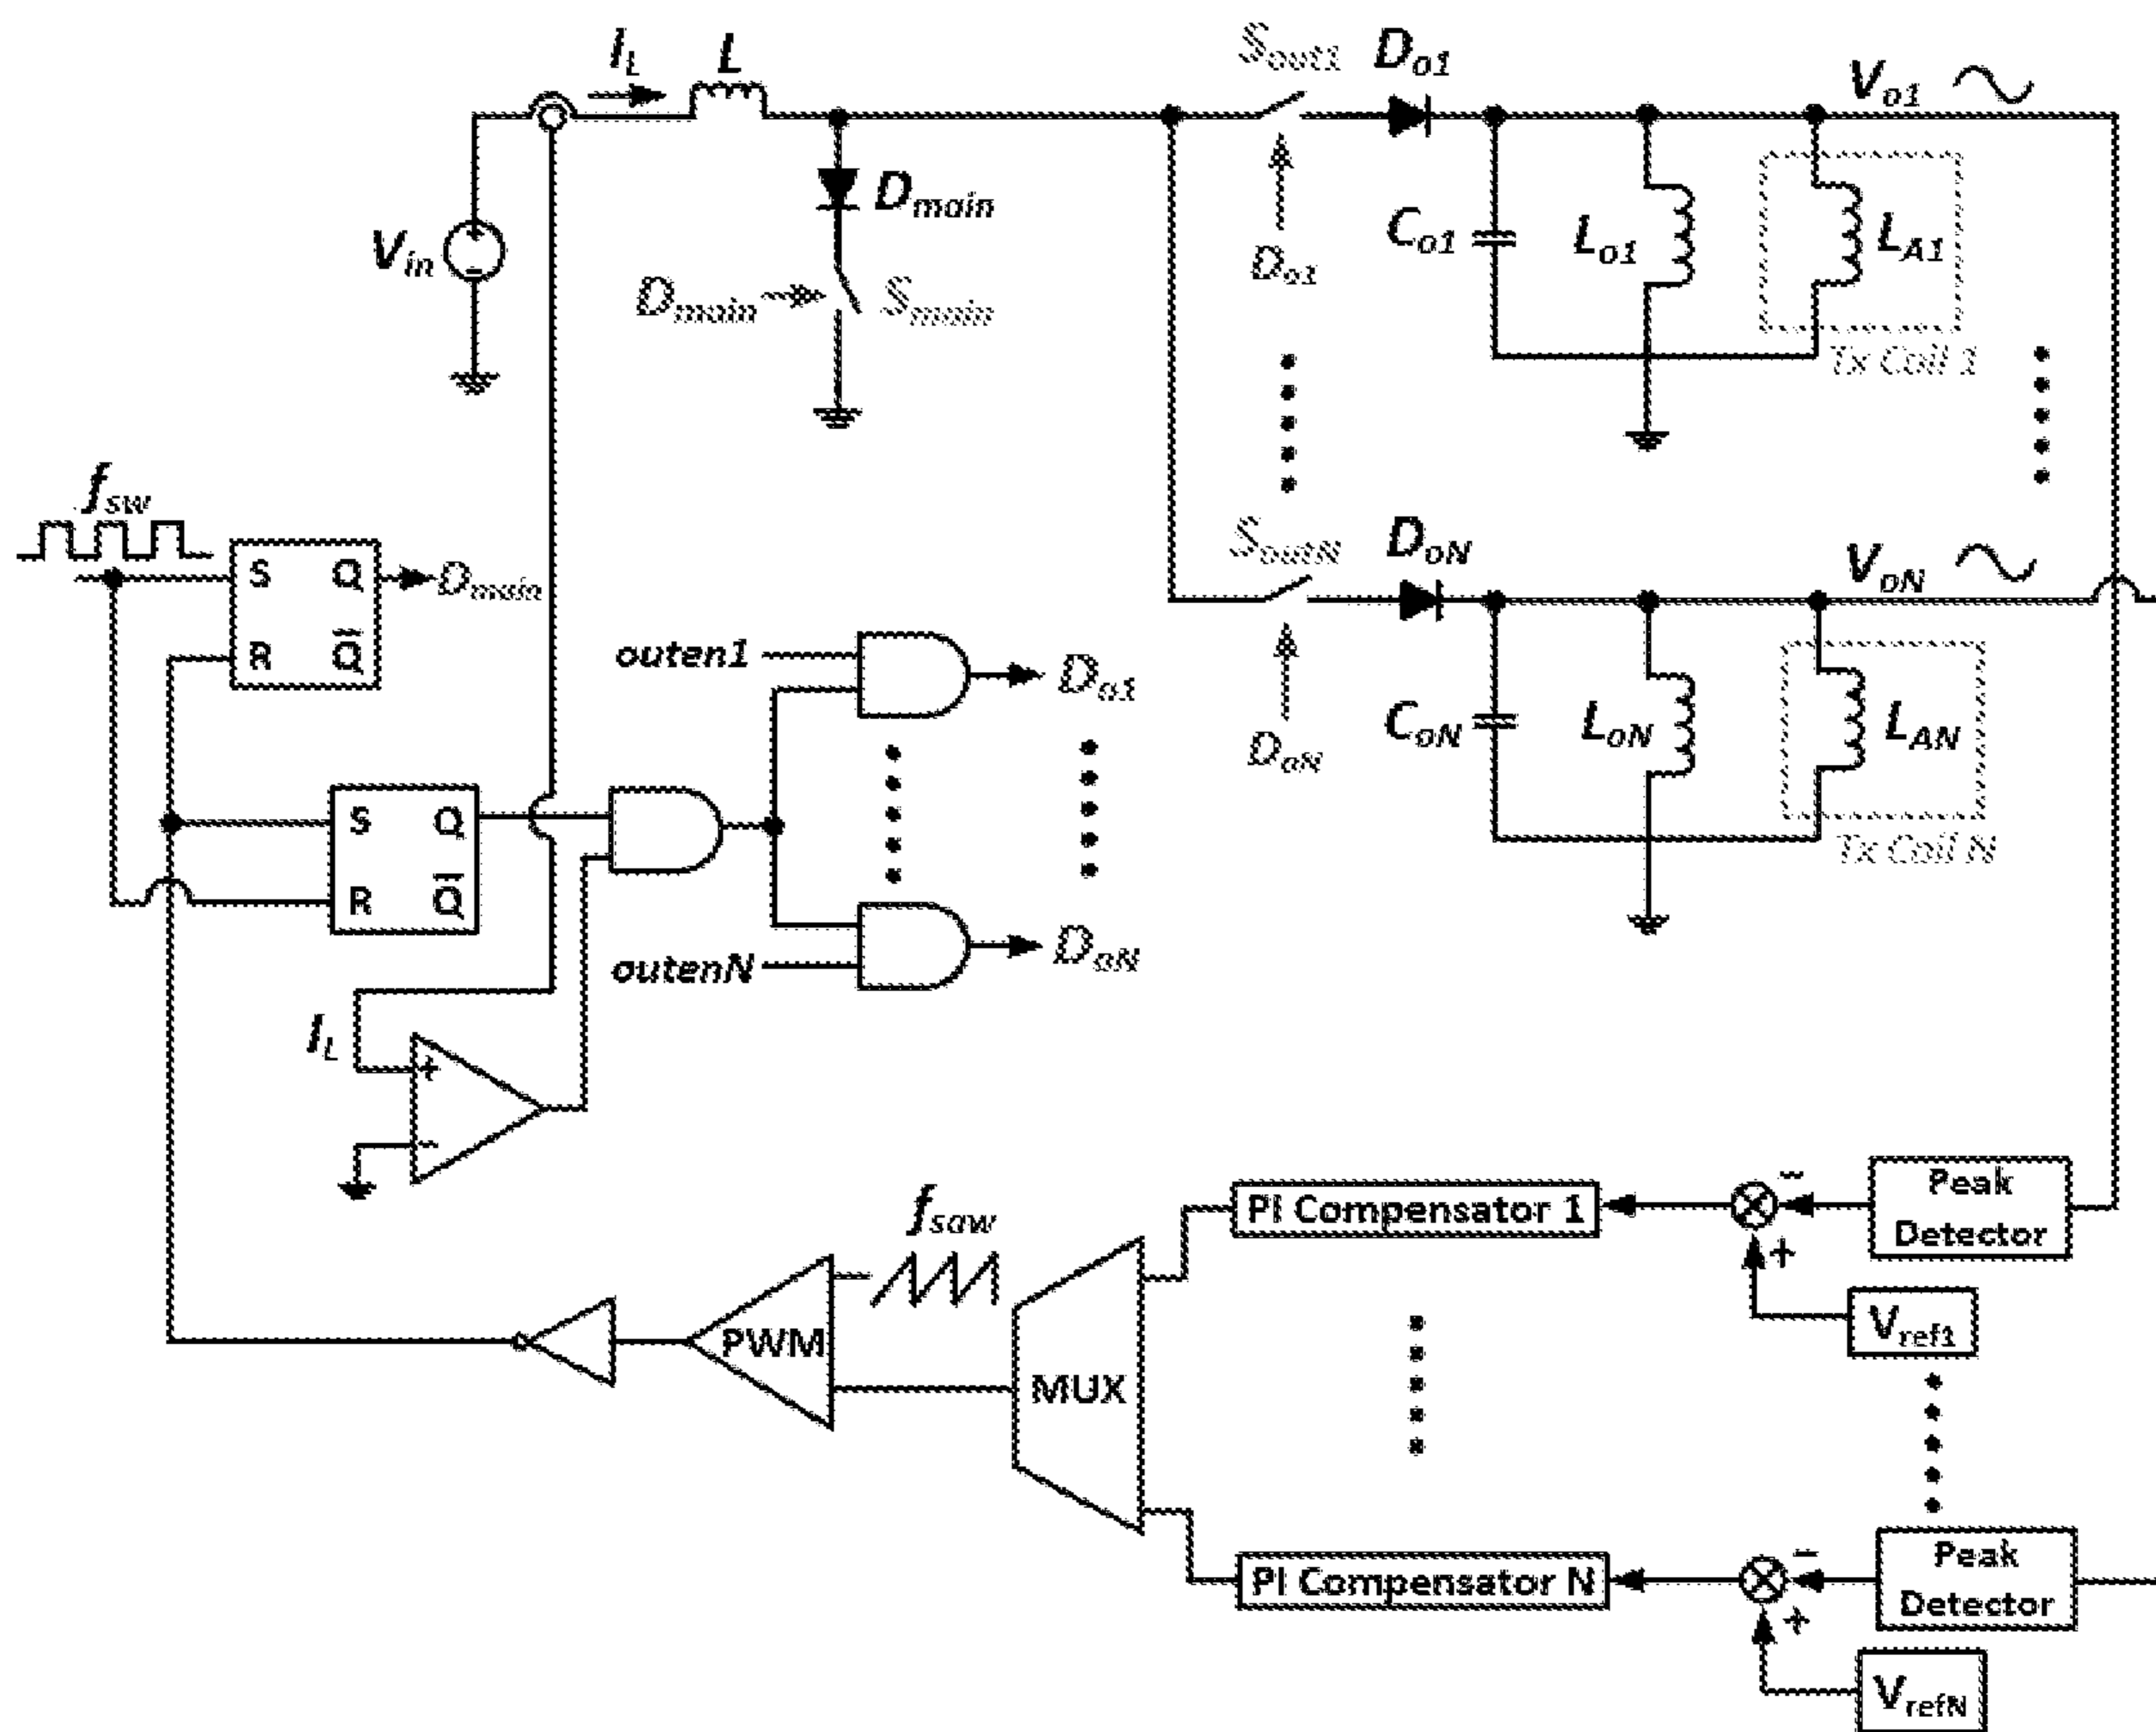 I_L L S_out1 D_o1 V_o1
V_in D_main
D_main S_main
D_o1 C_o1 L_o1 L_A1
Tx Coil 1
f_sw
S Q D_main
R Q̅
S_outN D_oN V_oN
D_oN C_oN L_oN L_AN
Tx Coil N
outen1 D_o1
S Q
R Q̅
outenN D_oN
I_L
+
-
f_saw
PWM
MUX
PI Compensator 1
- Peak
Detector
+
V_ref1
PI Compensator N
- Peak
Detector
+
V_refN